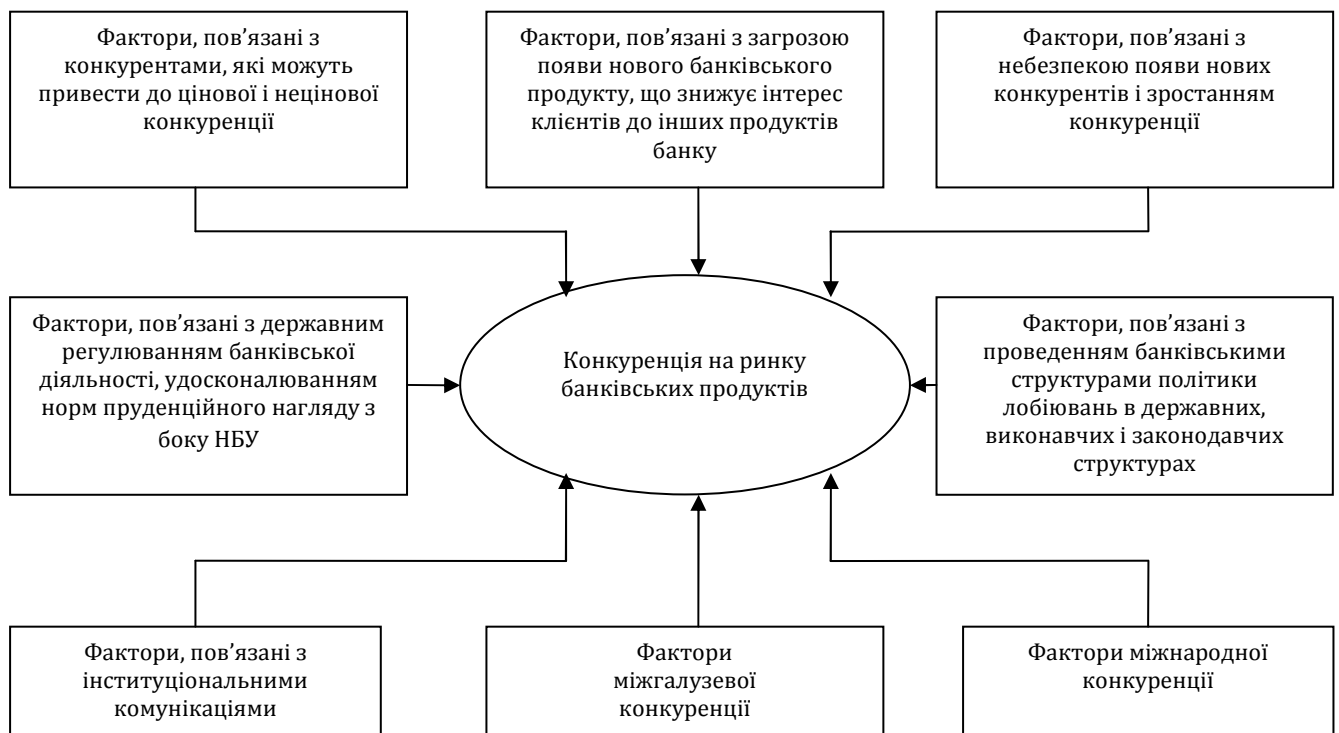 Фактори, пов’язані з
конкурентами, які можуть
привести до цінової і нецінової
конкуренції
Фактори, пов’язані з загрозою
появи нового банківського
продукту, що знижує інтерес
клієнтів до інших продуктів
банку
Фактори, пов’язані з
небезпекою появи нових
конкурентів і зростанням
конкуренції
Фактори, пов’язані з державним
регулюванням банківської
діяльності, удосконалюванням
норм пруденційного нагляду з
боку НБУ
Конкуренція на ринку
банківських продуктів
Фактори, пов’язані з
проведенням банківськими
структурами політики
лобіювань в державних,
виконавчих і законодавчих
структурах
Фактори, пов’язані з
інституціональними
комунікаціями
Фактори
міжгалузевої
конкуренції
Фактори міжнародної
конкуренції